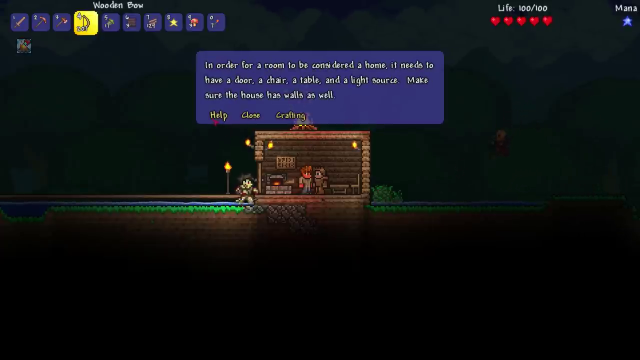 Wooden Bow
Life: 100/100
Mana
In order for a room to be considered a home, it needs to
have a door, a chair, a table, and a light source. Make
sure the house has walls as well.
Help Close Crafting